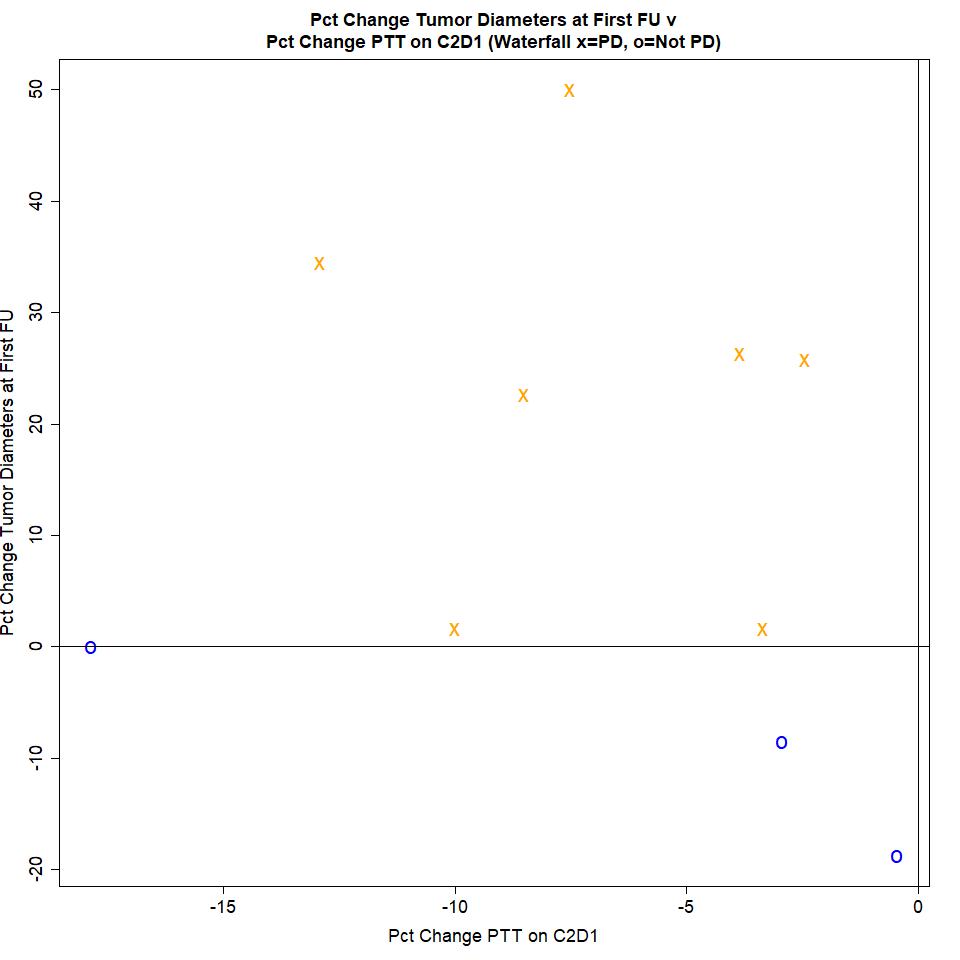 Pct Change Tumor Diameters at First FU v
Pct Change PTT on C2D1 (Waterfall x=PD, o=Not PD)
Pct Change Tumor Diameters at First FU
50
40
30
20
10
0
-10
-20
x
x
x
x
x
x
x
o
o
o
-15
-10
-5
0
Pct Change PTT on C2D1